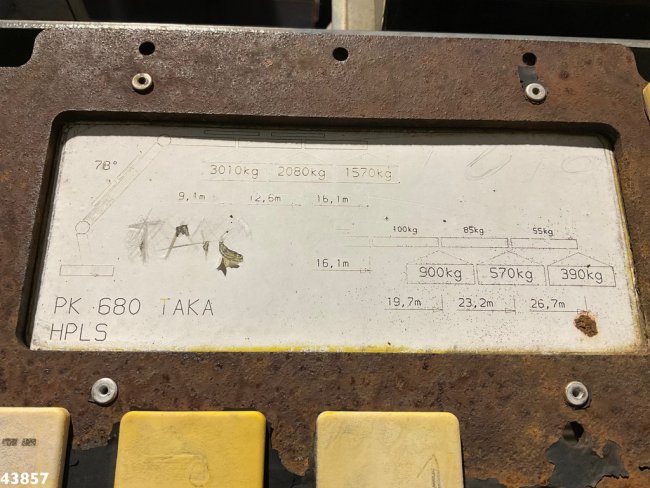 78°
3010kg 2080kg 1570kg
9,1m 12,6m 16,1m
TAK
100kg 85kg 55kg
16,1m
900kg 570kg 390kg
19,7m 23,2m 26,7m
PK 680 TAKA
HPLS
43857